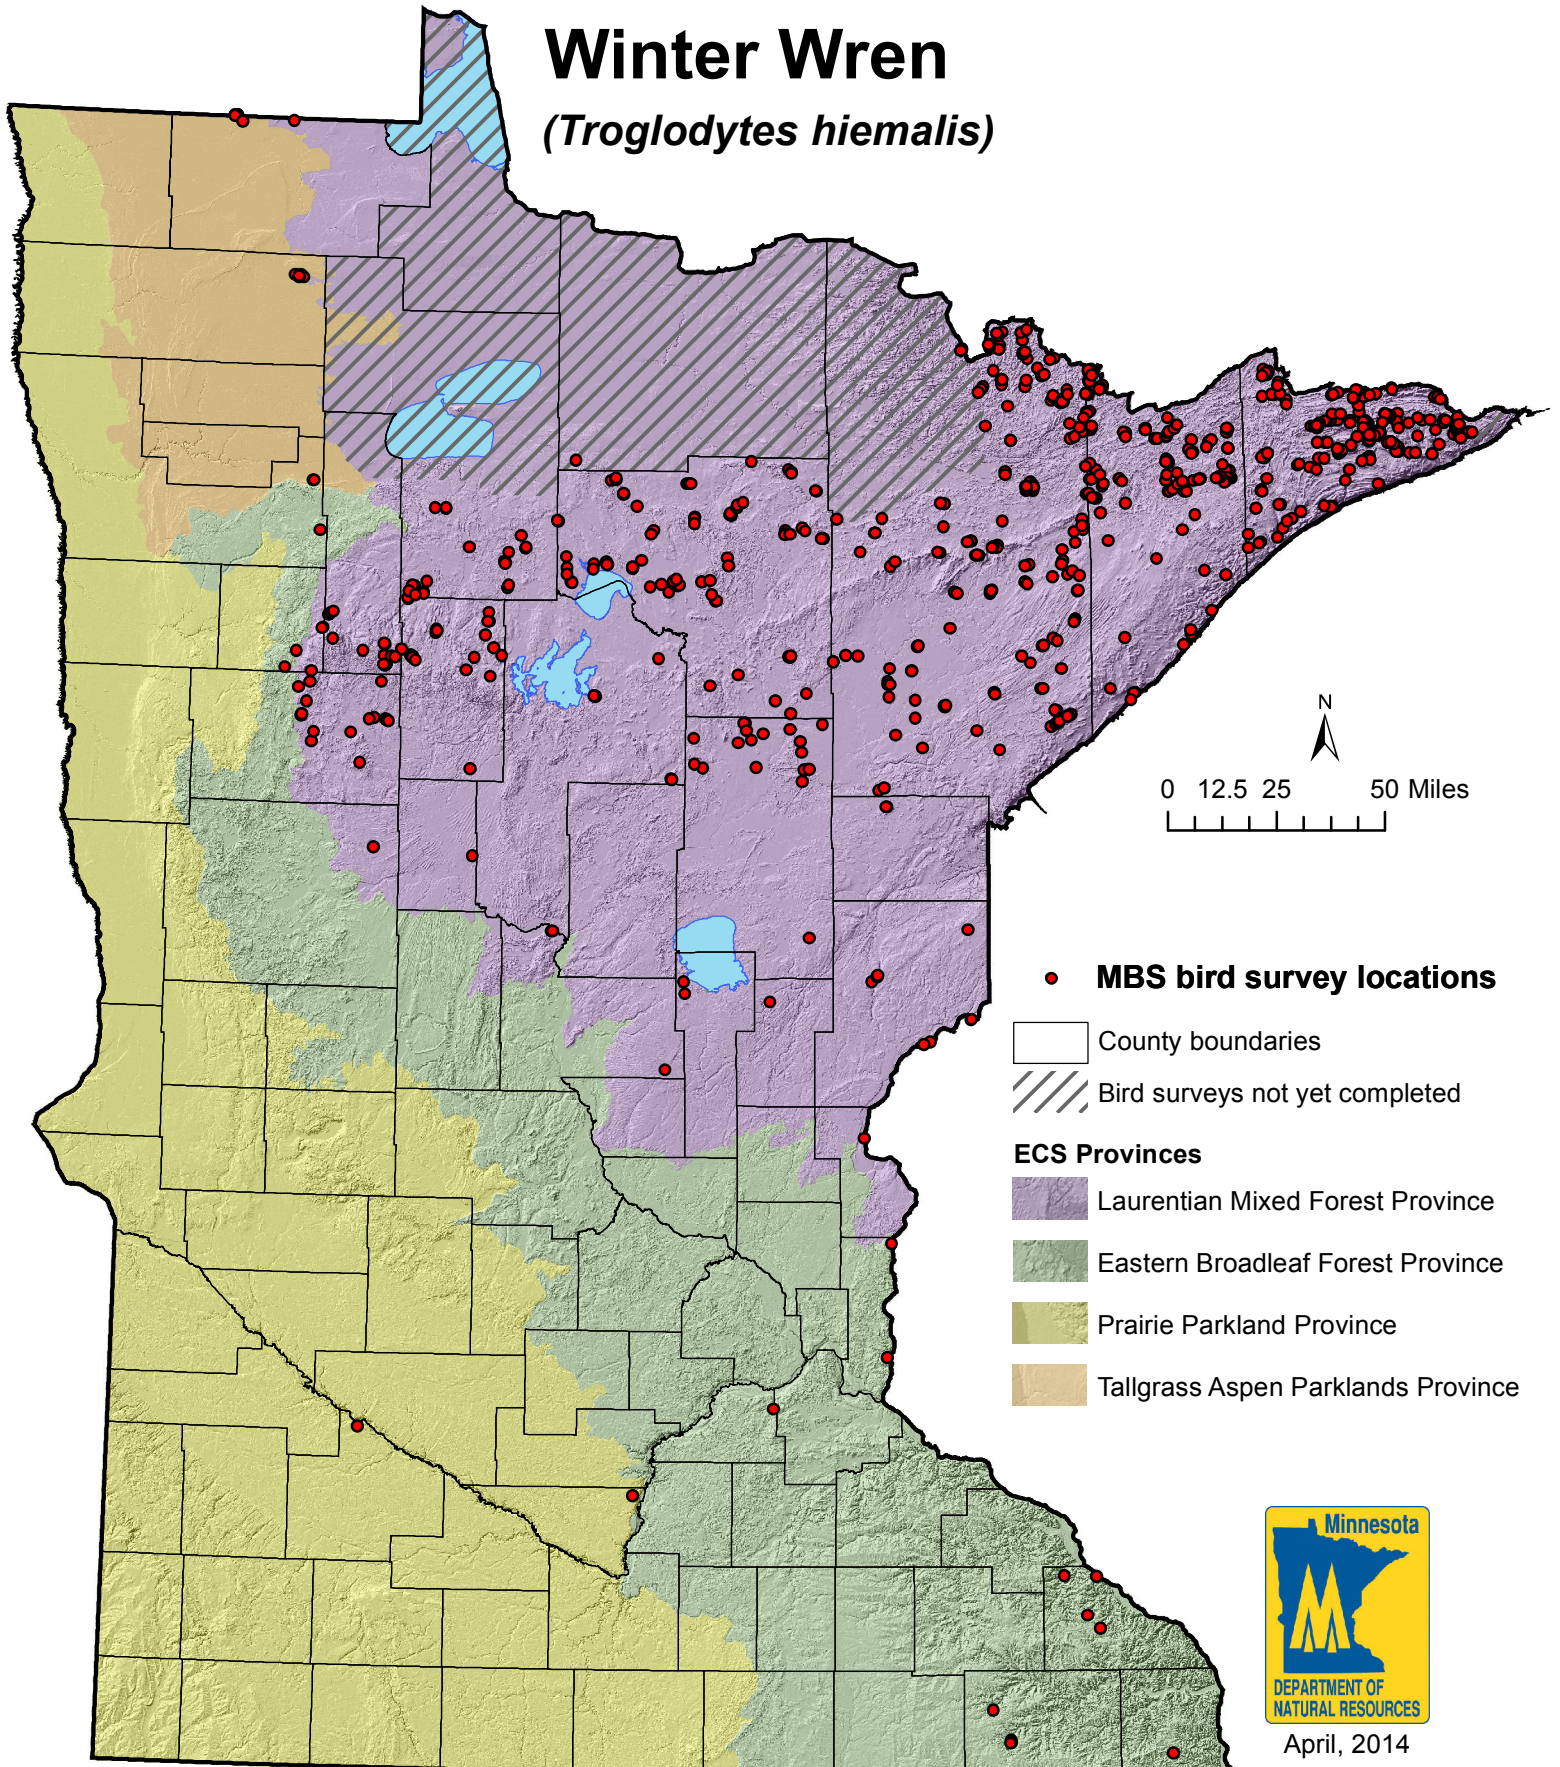 Winter Wren
(Troglodytes hiemalis)
N
0 12.5 25 50 Miles
MBS bird survey locations
County boundaries
Bird surveys not yet completed
ECS Provinces
Laurentian Mixed Forest Province
Eastern Broadleaf Forest Province
Prairie Parkland Province
Tallgrass Aspen Parklands Province
Minnesota
DEPARTMENT OF
NATURAL RESOURCES
April, 2014